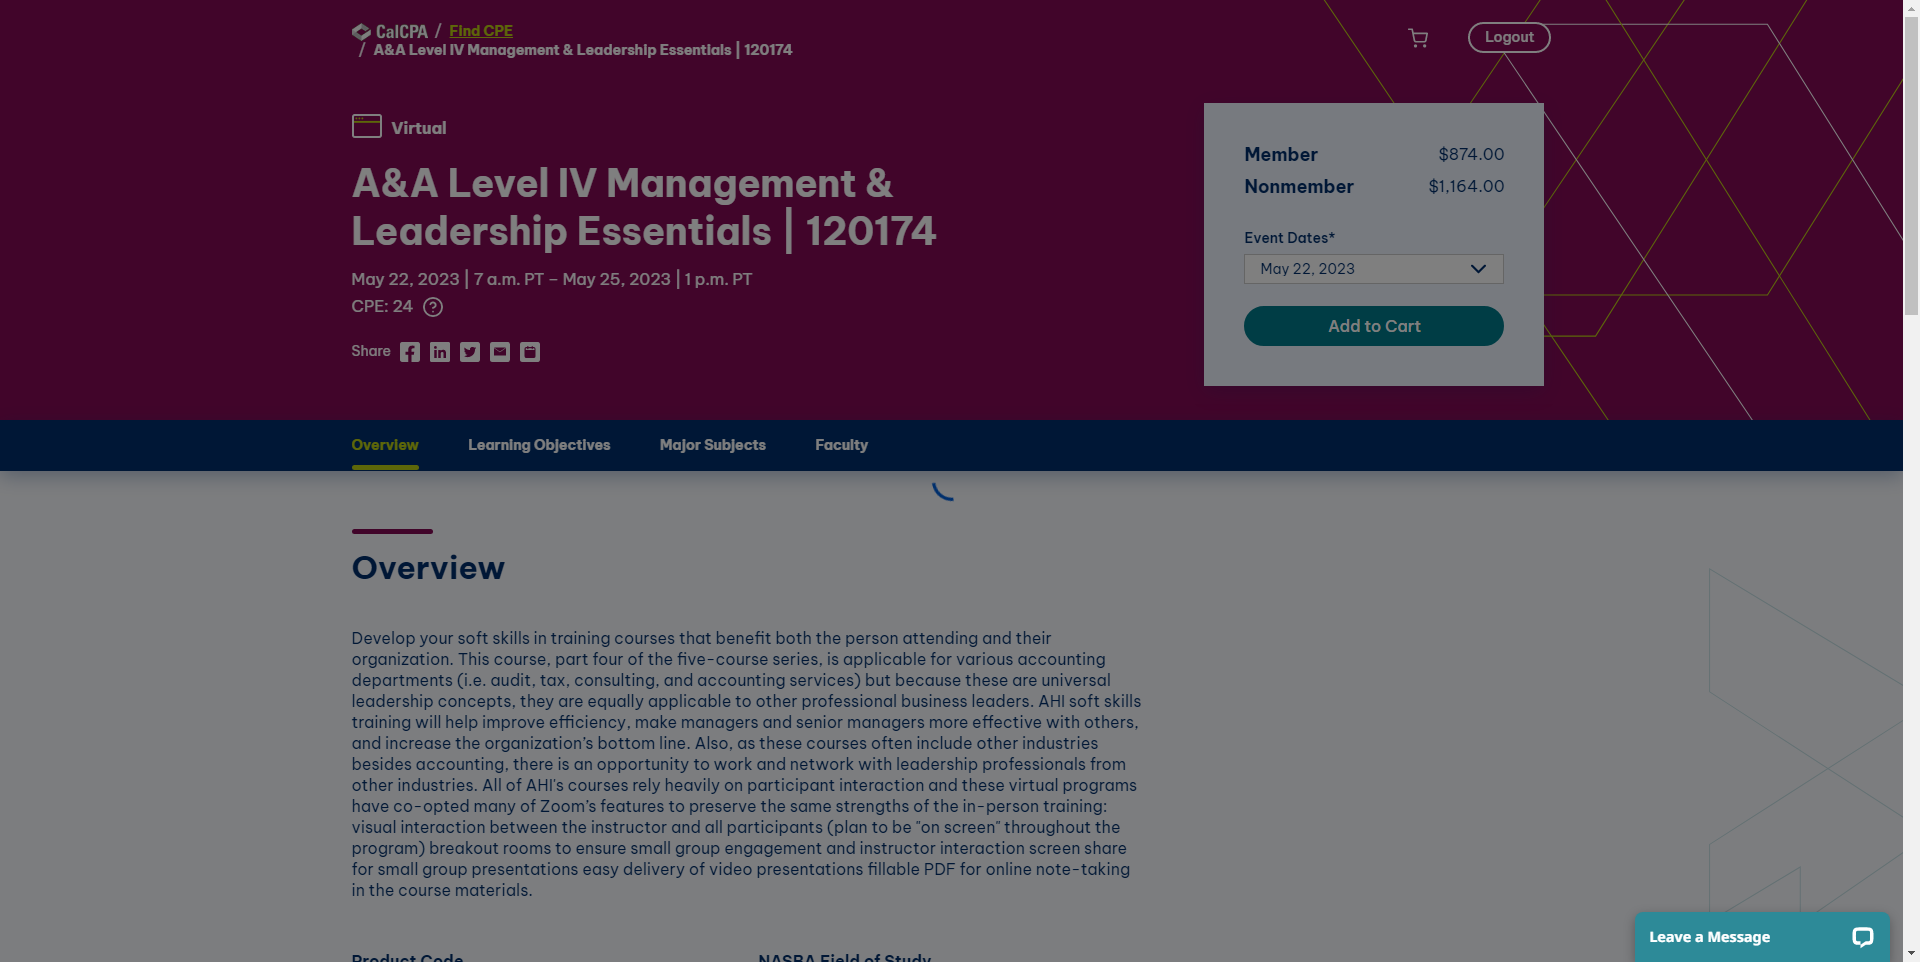 CalCPA / Find CPE
/ A&A Level IV Management & Leadership Essentials | 120174
Logout
Virtual
A&A Level IV Management &
Leadership Essentials | 120174
May 22, 2023 | 7 a.m. PT – May 25, 2023 | 1 p.m. PT
CPE: 24 ?
Share
Member $874.00
Nonmember $1,164.00
Event Dates*
May 22, 2023
Add to Cart
Overview Learning Objectives Major Subjects Faculty
Overview
Develop your soft skills in training courses that benefit both the person attending and their
organization. This course, part four of the five-course series, is applicable for various accounting
departments (i.e. audit, tax, consulting, and accounting services) but because these are universal
leadership concepts, they are equally applicable to other professional business leaders. AHI soft skills
training will help improve efficiency, make managers and senior managers more effective with others,
and increase the organization’s bottom line. Also, as these courses often include other industries
besides accounting, there is an opportunity to work and network with leadership professionals from
other industries. All of AHI's courses rely heavily on participant interaction and these virtual programs
have co-opted many of Zoom’s features to preserve the same strengths of the in-person training:
visual interaction between the instructor and all participants (plan to be "on screen" throughout the
program) breakout rooms to ensure small group engagement and instructor interaction screen share
for small group presentations easy delivery of video presentations fillable PDF for online note-taking
in the course materials.
Product Code NASBA Field of Study
Leave a Message